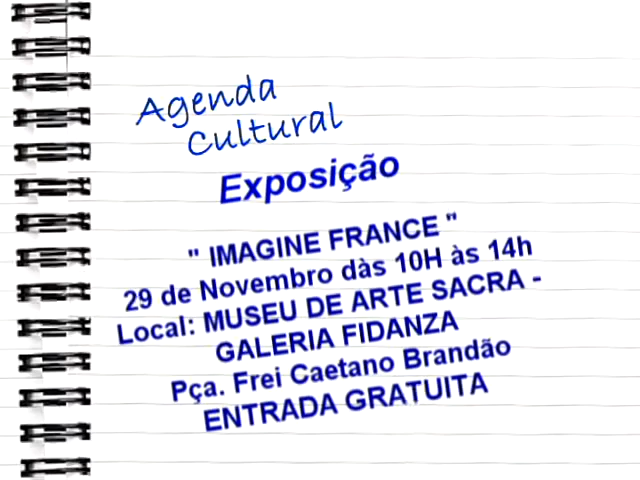 Agenda
Cultural
Exposição
" IMAGINE FRANCE "
29 de Novembro dàs 10H às 14h
Local: MUSEU DE ARTE SACRA -
GALERIA FIDANZA
Pça. Frei Caetano Brandão
ENTRADA GRATUITA